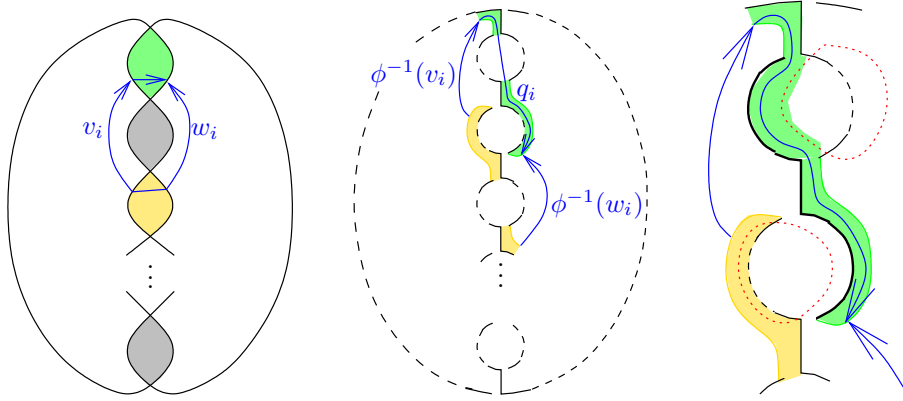 v_i
w_i
⋮
ϕ⁻¹(v_i)
q_i
ϕ⁻¹(w_i)
⋮